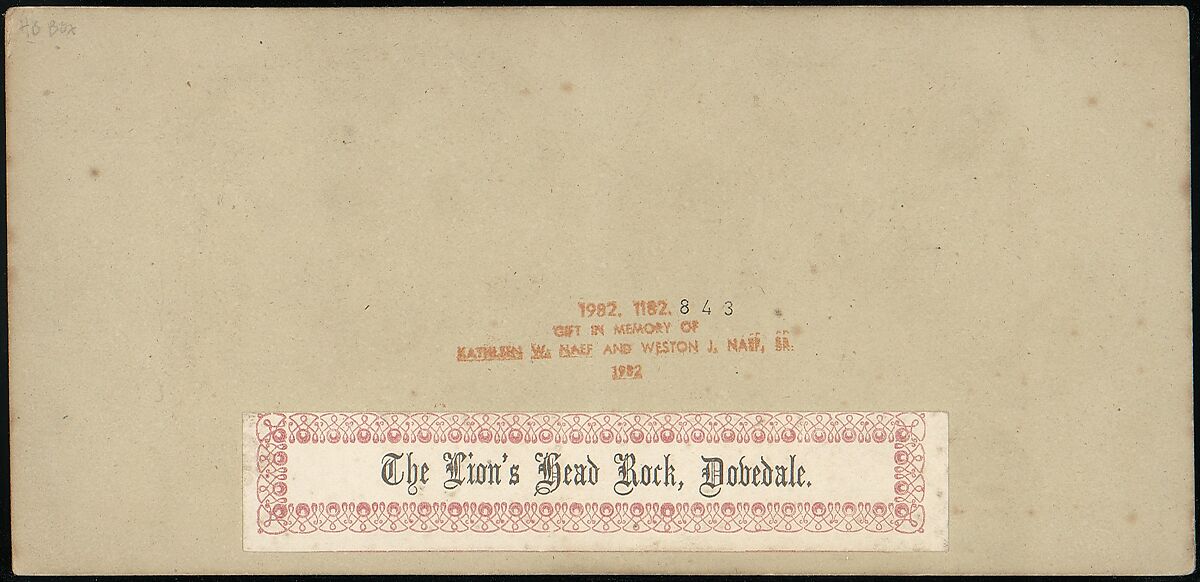 HB Box
1982. 1182. 843
GIFT IN MEMORY OF
KATHLEEN W. NAEF AND WESTON J. NAEF, SR.
1982
The Lion's Head Rock, Dovedale.